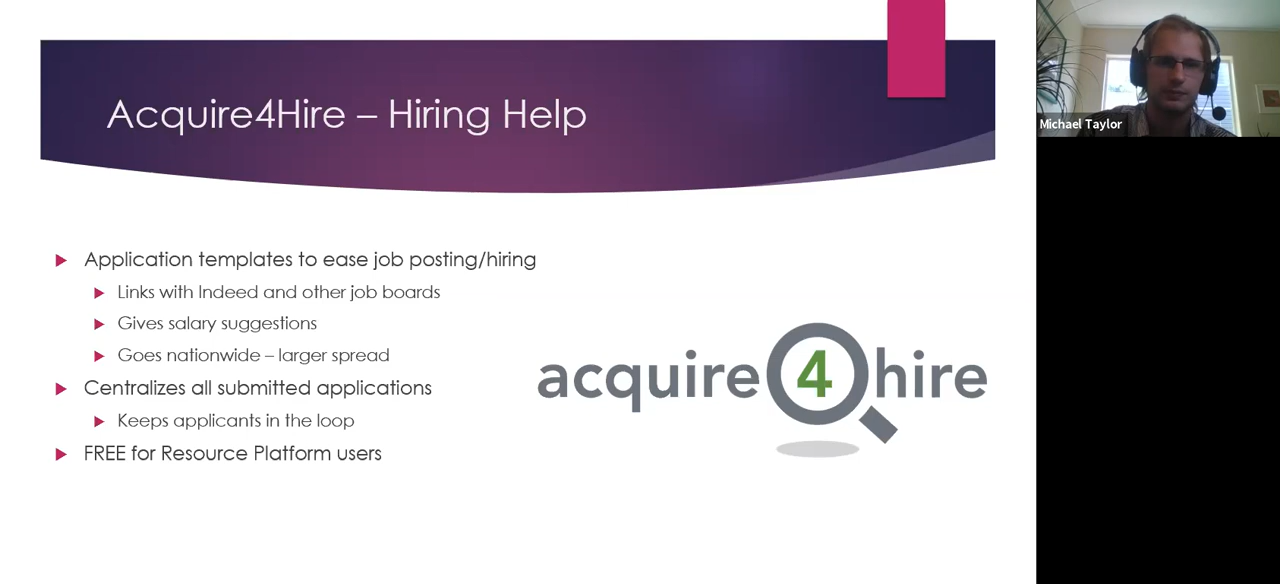 Acquire4Hire – Hiring Help
Application templates to ease job posting/hiring
Links with Indeed and other job boards
Gives salary suggestions
Goes nationwide – larger spread
Centralizes all submitted applications
Keeps applicants in the loop
FREE for Resource Platform users
acquire4hire
Michael Taylor